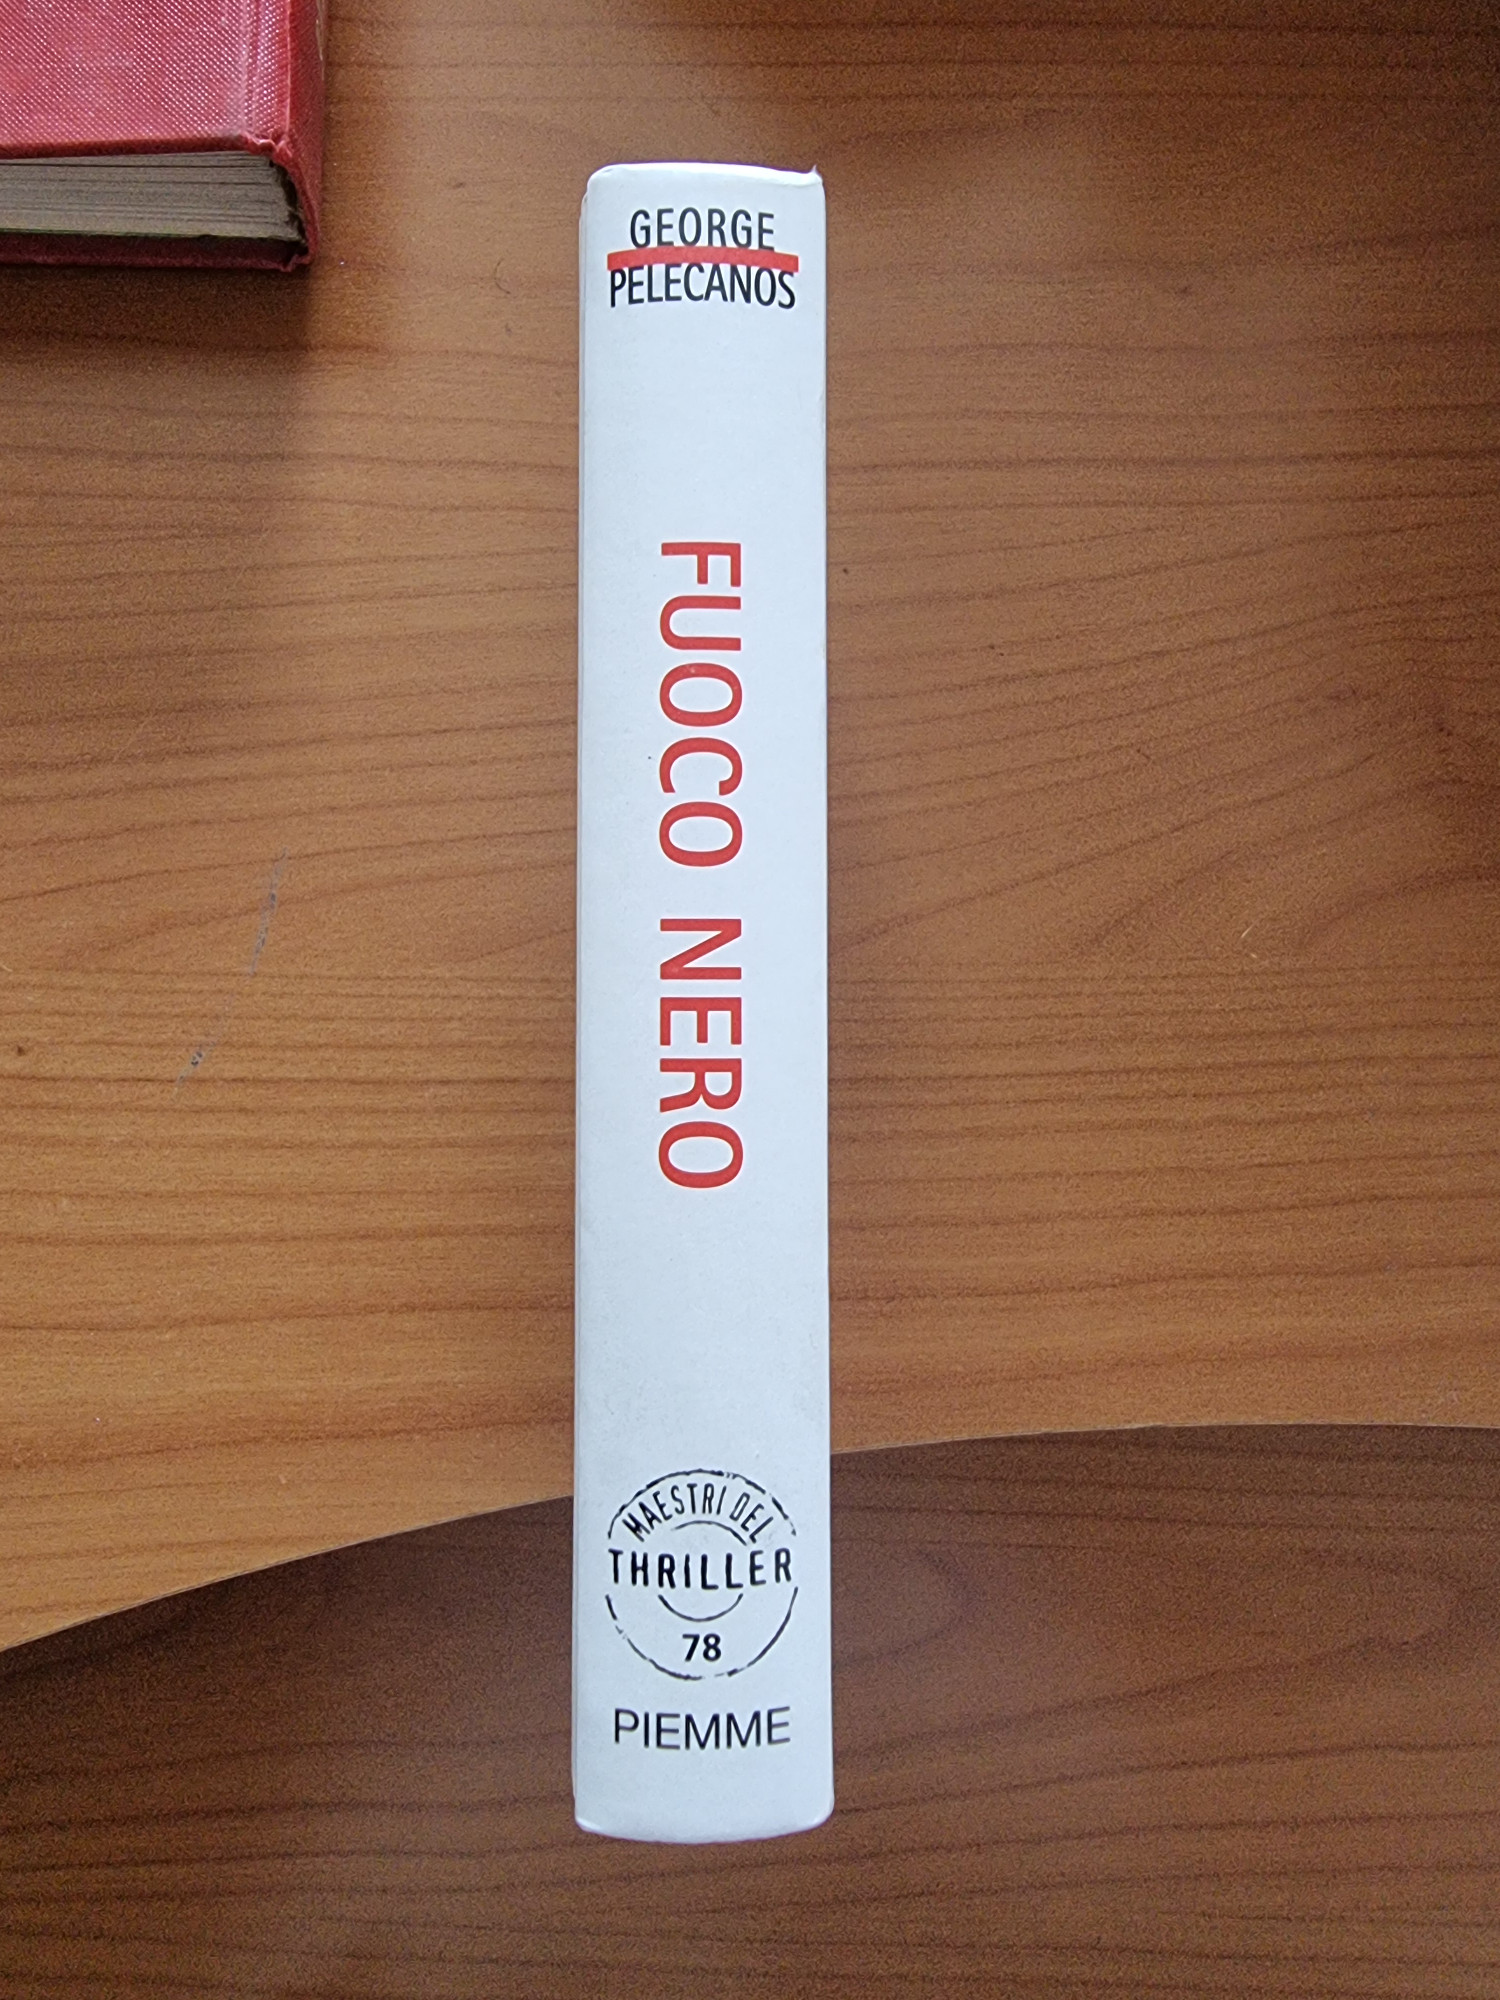 GEORGE
PELECANOS
FUOCO NERO
MAESTRI DEL
THRILLER
78
PIEMME